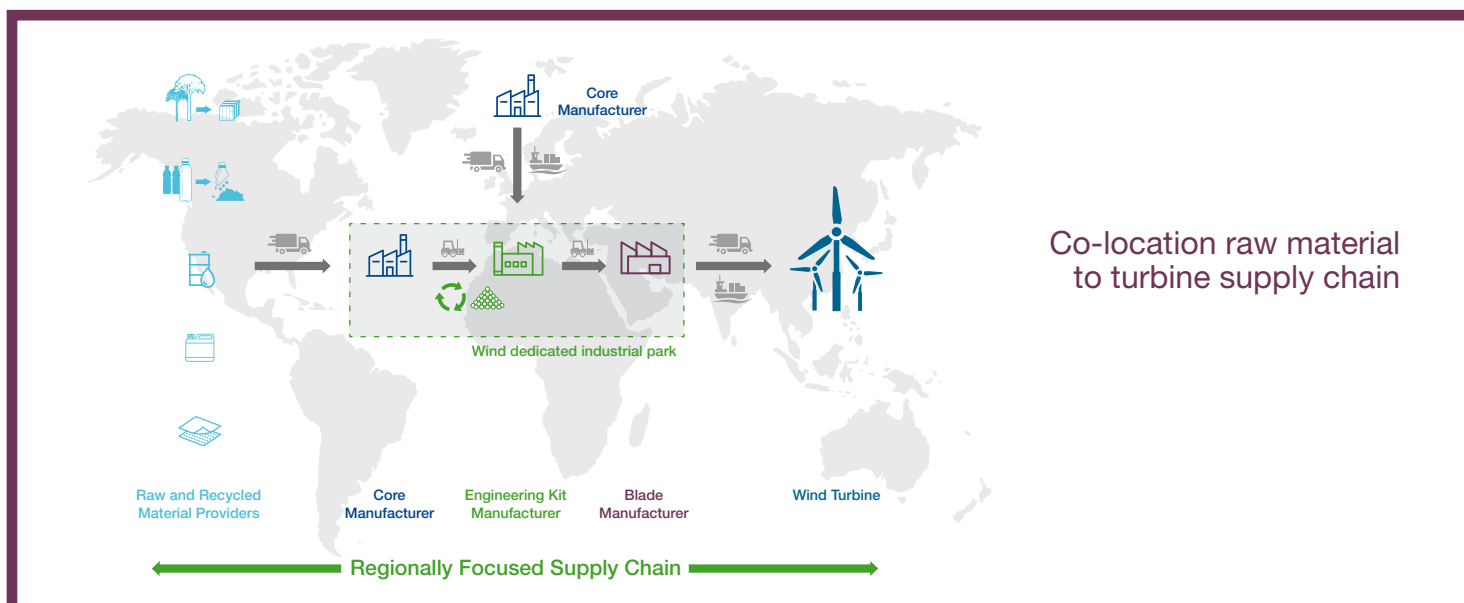 Core
Manufacturer
Co-location raw material
to turbine supply chain
Wind dedicated industrial park
Raw and Recycled
Material Providers
Core
Manufacturer
Engineering Kit
Manufacturer
Blade
Manufacturer
Wind Turbine
Regionally Focused Supply Chain